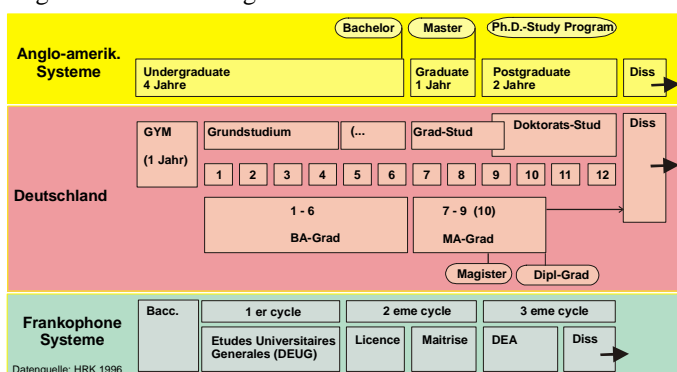 Bachelor Master Ph.D.-Study Program
Anglo-amerik.
Systeme
Undergraduate
4 Jahre
Graduate
1 Jahr
Postgraduate
2 Jahre
Diss
Deutschland
GYM
(1 Jahr)
Grundstudium
(...
Grad-Stud
Doktorats-Stud
Diss
1 2 3 4 5 6 7 8 9 10 11 12
1 - 6
BA-Grad
7 - 9 (10)
MA-Grad
Magister Dipl-Grad
Frankophone
Systeme
Bacc.
1 er cycle 2 eme cycle 3 eme cycle
Etudes Universitaires
Generales (DEUG)
Licence Maitrise DEA Diss
Datenquelle: HRK 1996